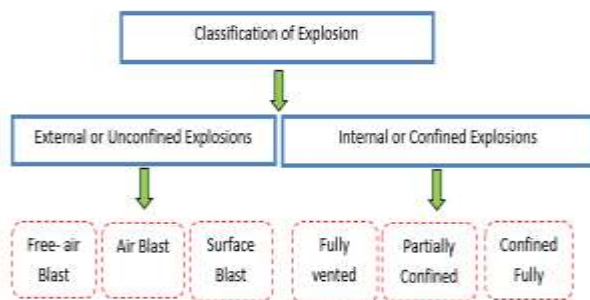 Classification of Explosion
External or Unconfined Explosions
Internal or Confined Explosions
Free- air
Blast
Air Blast
Surface
Blast
Fully
vented
Partially
Confined
Confined
Fully